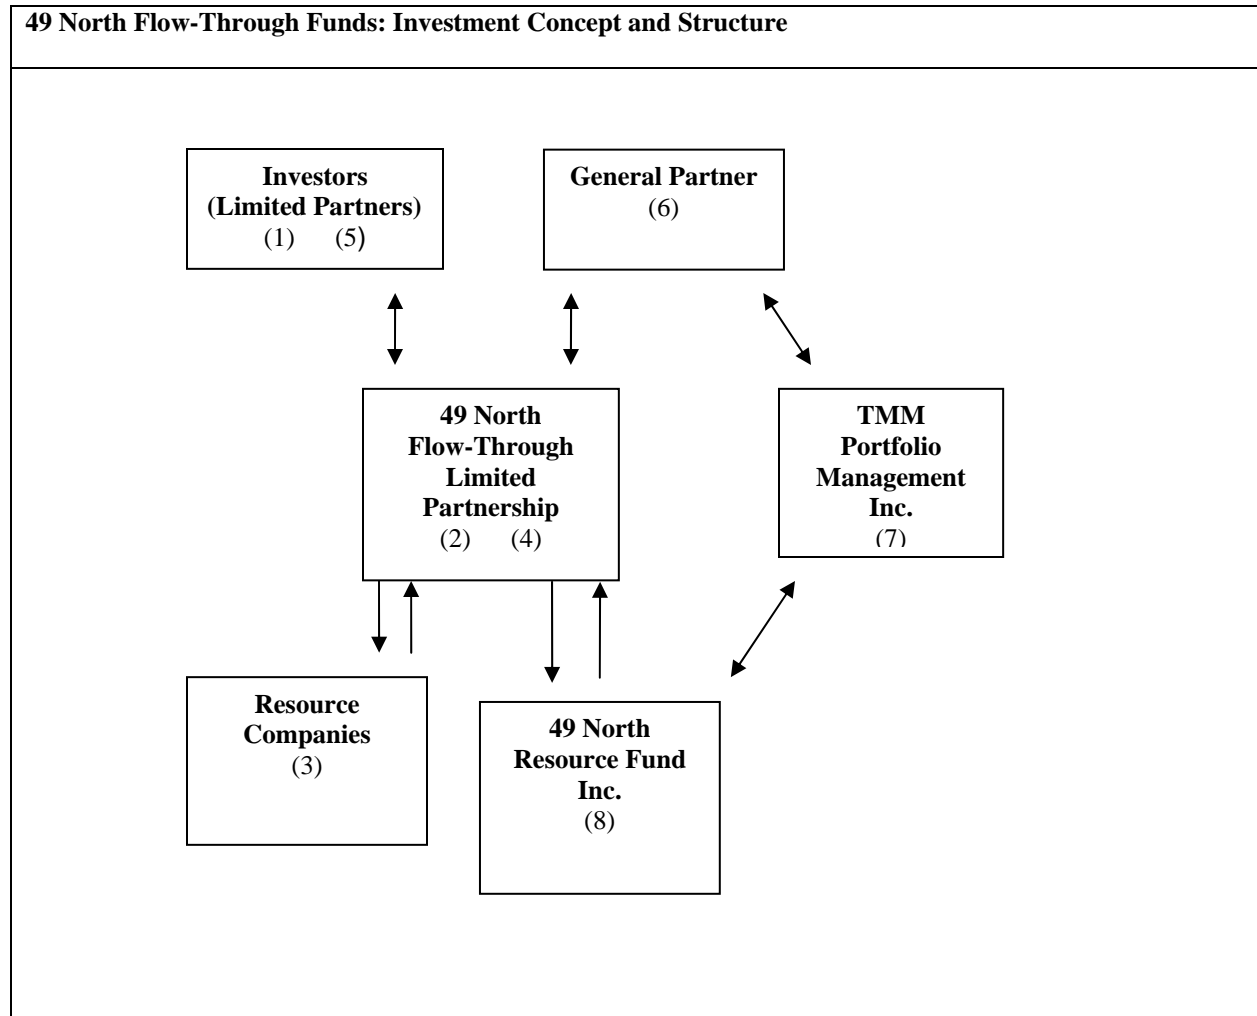 49 North Flow-Through Funds: Investment Concept and Structure
Investors
(Limited Partners)
(1) (5)
General Partner
(6)
49 North
Flow-Through
Limited
Partnership
(2) (4)
TMM
Portfolio
Management
Inc.
(7)
Resource
Companies
(3)
49 North
Resource Fund
Inc.
(8)